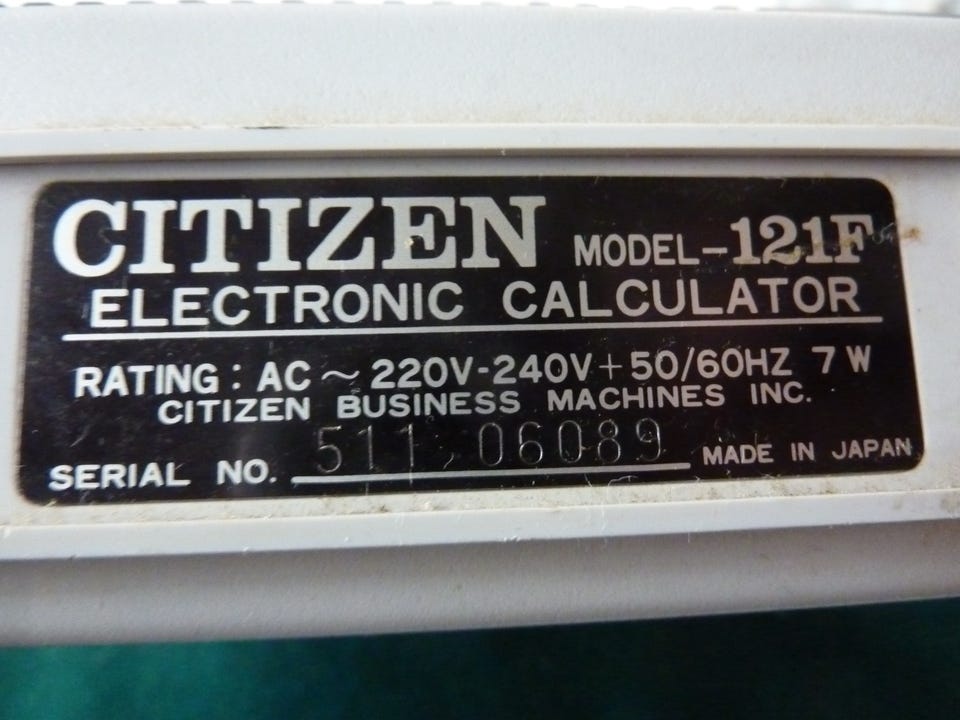 CITIZEN MODEL-121F
ELECTRONIC CALCULATOR
RATING: AC ~ 220V-240V+50/60HZ 7W
CITIZEN BUSINESS MACHINES INC.
SERIAL NO. 511.06089 MADE IN JAPAN